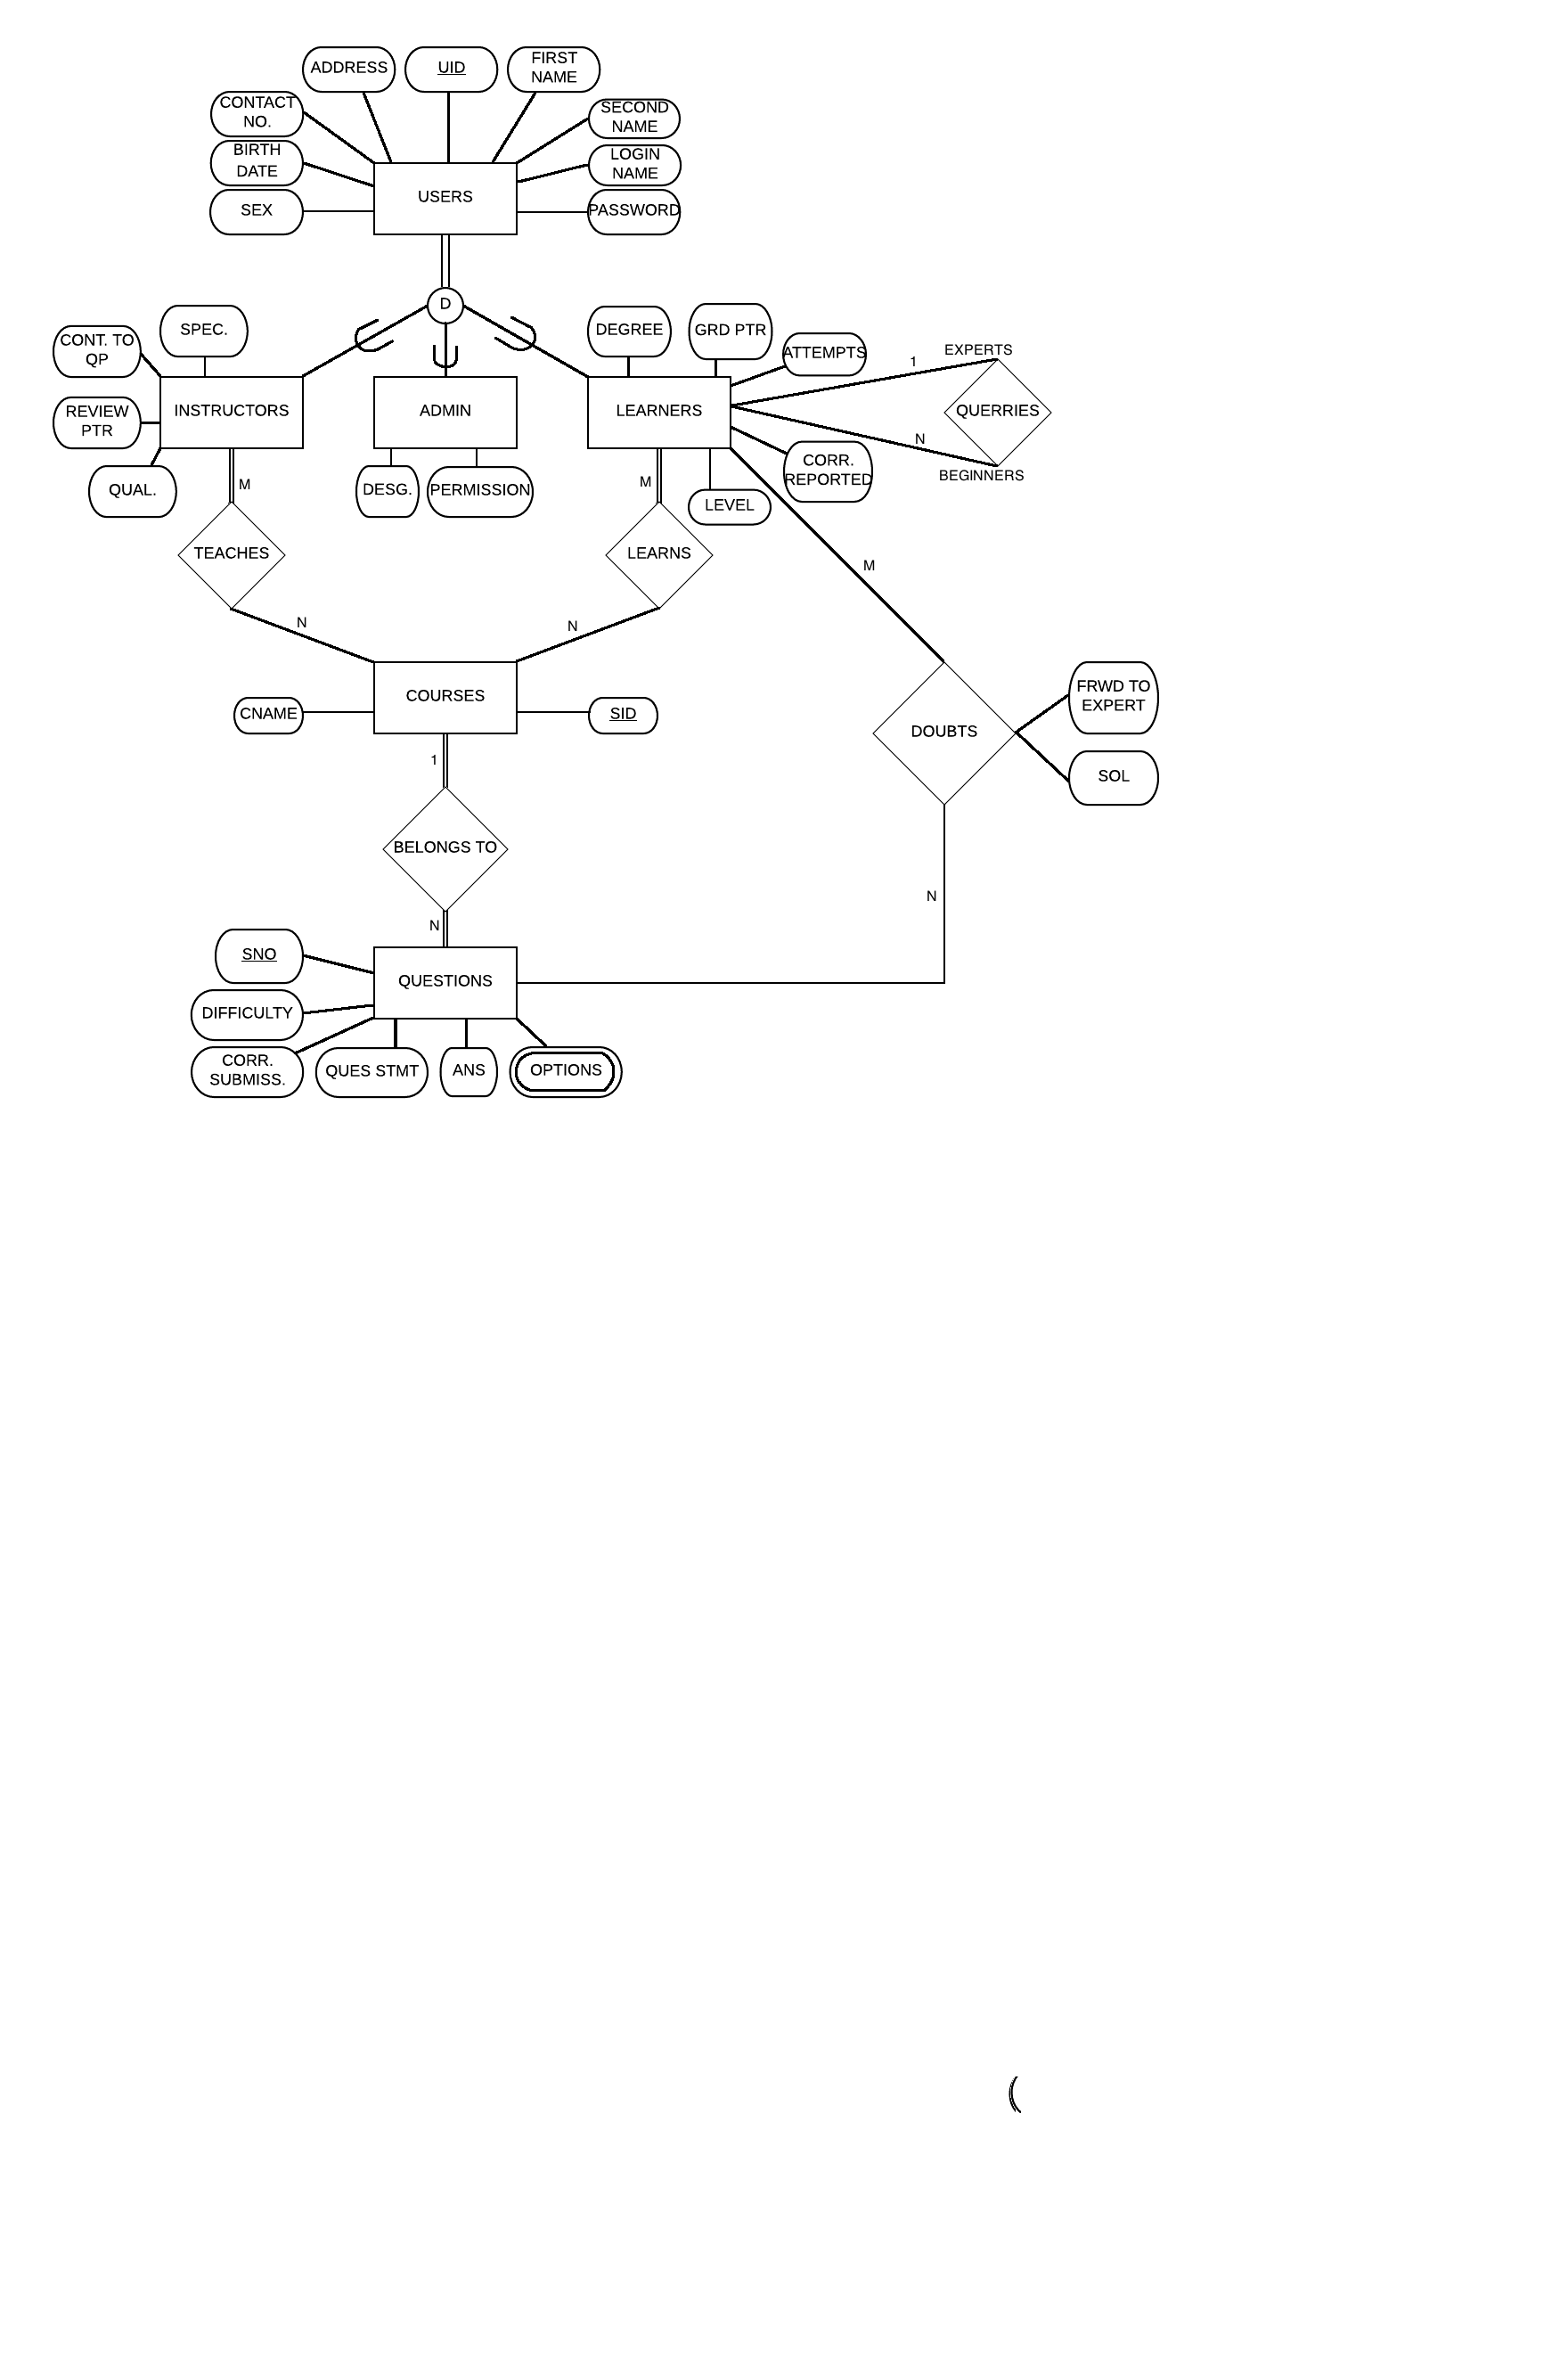 ADDRESS
UID
FIRST
NAME
CONTACT
NO.
SECOND
NAME
BIRTH
DATE
LOGIN
NAME
USERS
SEX
PASSWORD
D
SPEC.
DEGREE
GRD PTR
CONT. TO
QP
ATTEMPTS
EXPERTS
1
REVIEW
PTR
INSTRUCTORS
ADMIN
LEARNERS
QUERRIES
N
CORR.
REPORTED
BEGINNERS
QUAL.
M
DESG.
PERMISSION
M
LEVEL
TEACHES
LEARNS
M
N
N
COURSES
FRWD TO
EXPERT
CNAME
SID
DOUBTS
1
SOL
BELONGS TO
N
N
SNO
QUESTIONS
DIFFICULTY
CORR.
SUBMISS.
QUES STMT
ANS
OPTIONS